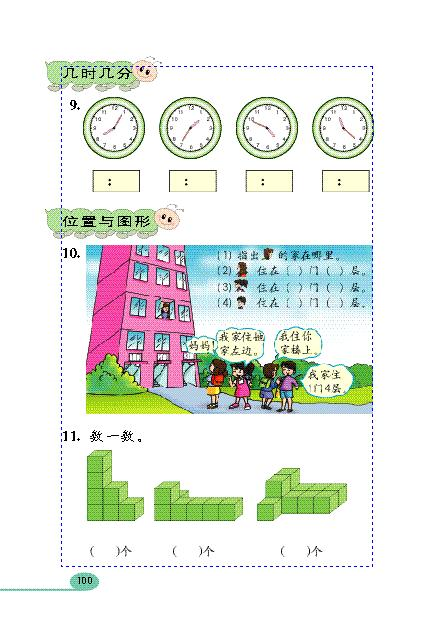 几时几分
9.
: : : :
位置与图形
10.
(1) 指出 的家在哪里。
(2) 住在 ( ) 门 ( ) 层。
(3) 住在 ( ) 门 ( ) 层。
(4) 住在 ( ) 门 ( ) 层。
妈妈!
我家住她
家左边。
我住你
家楼上。
我家住
1门4层。
11. 数一数。
( )个 ( )个 ( )个
100